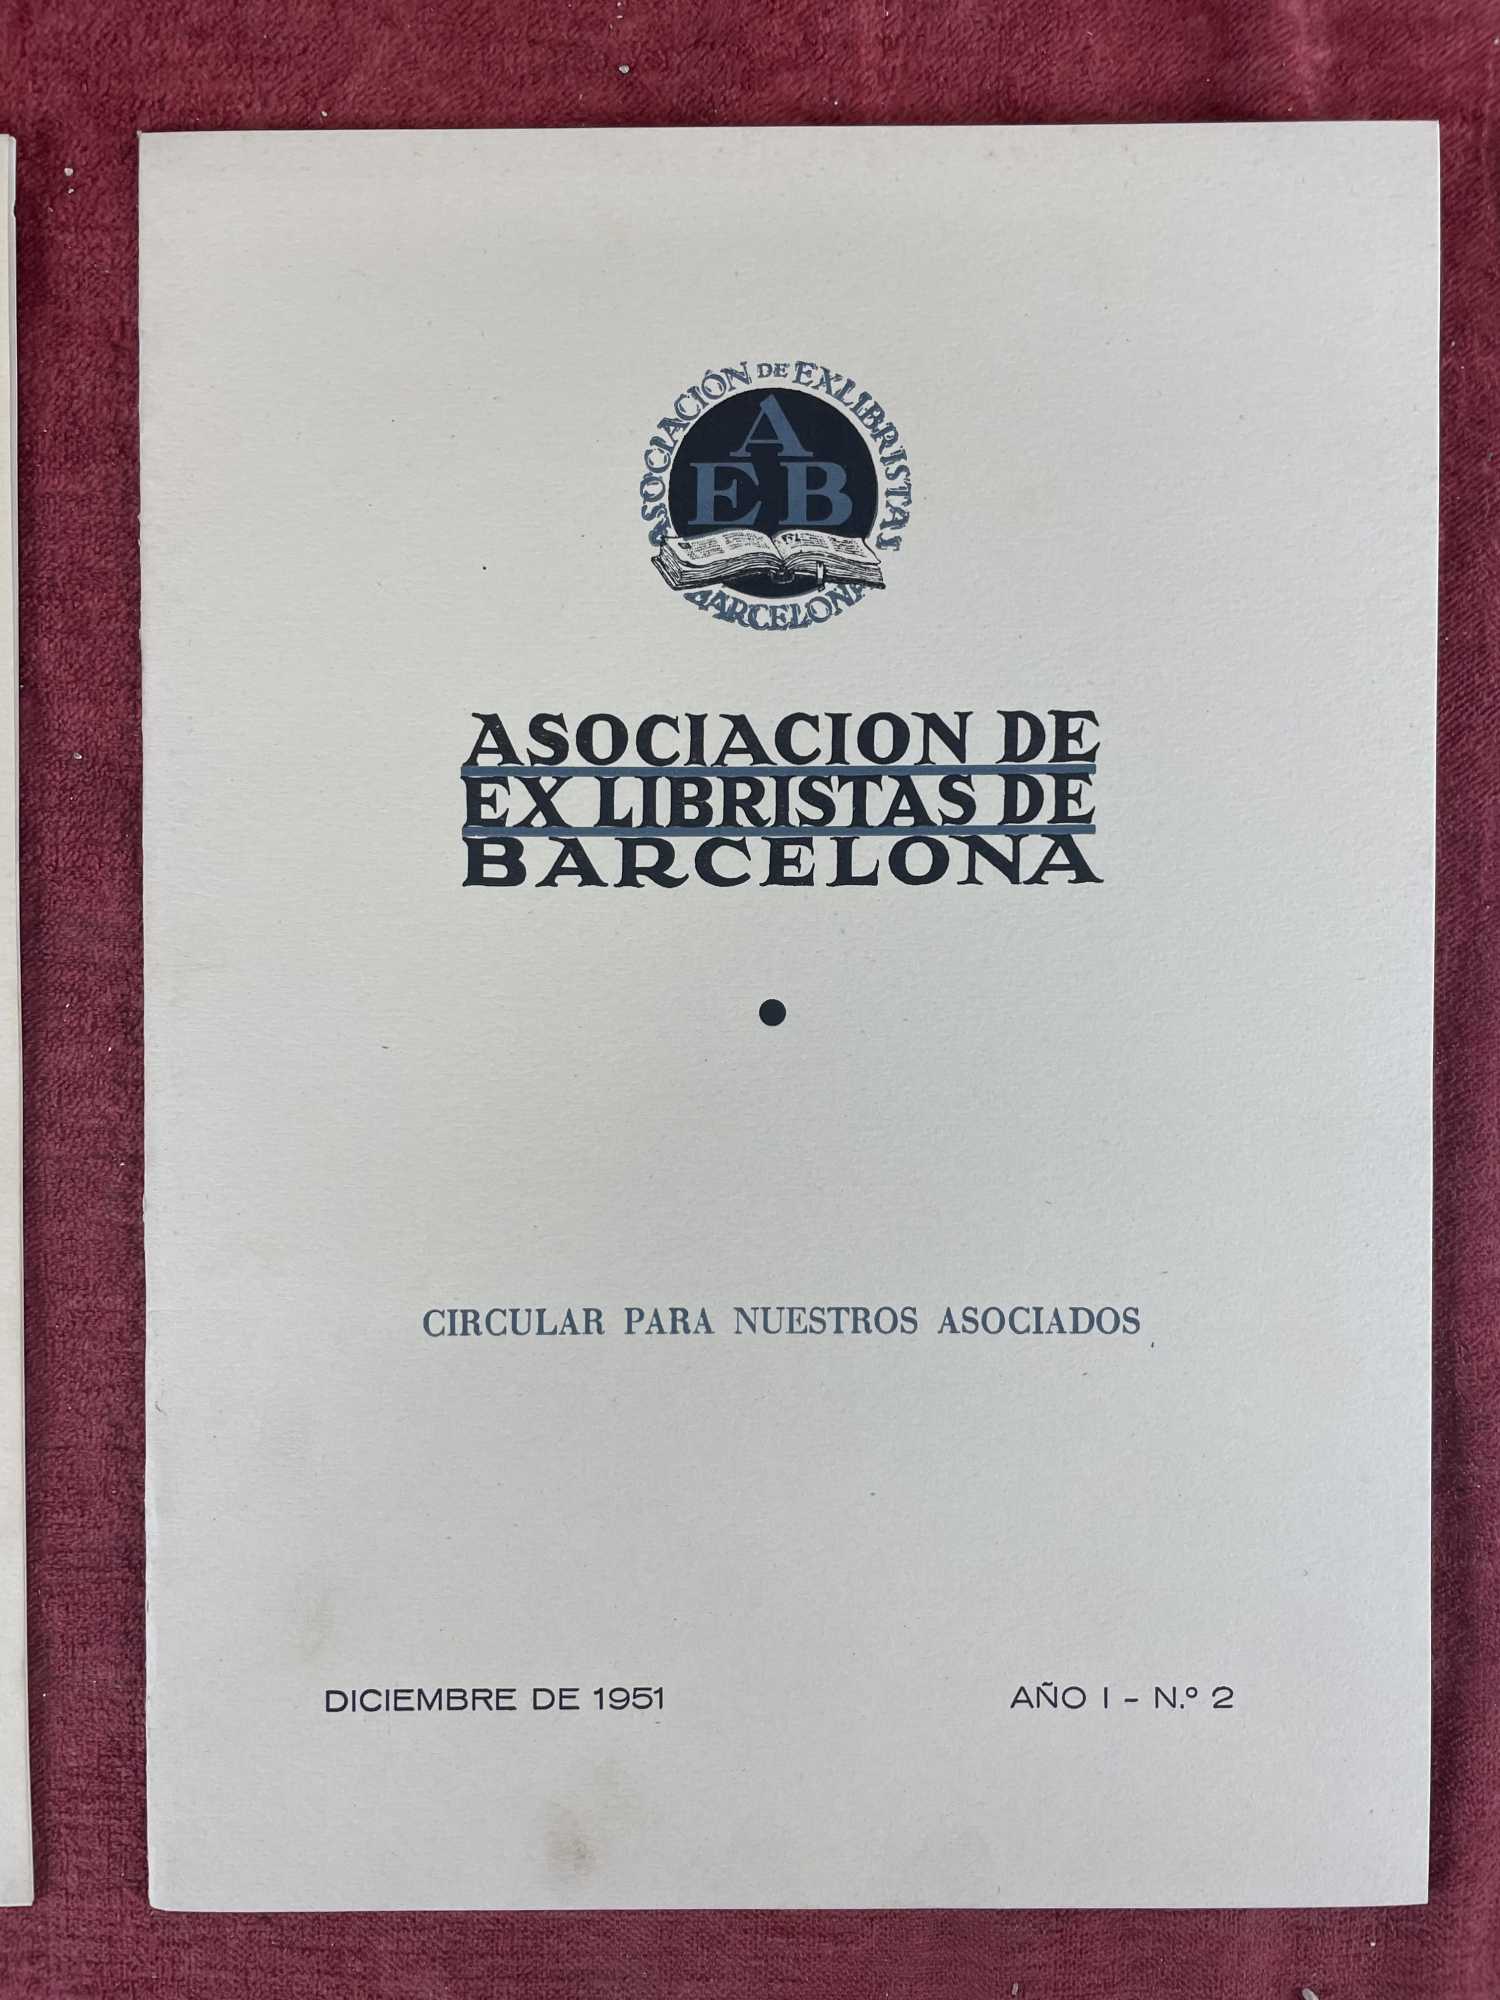 ASOCIACIÓN DE EXLIBRISTAS
A
EB
BARCELONA
ASOCIACION DE
EX LIBRISTAS DE
BARCELONA
CIRCULAR PARA NUESTROS ASOCIADOS
DICIEMBRE DE 1951
AÑO I - N.º 2